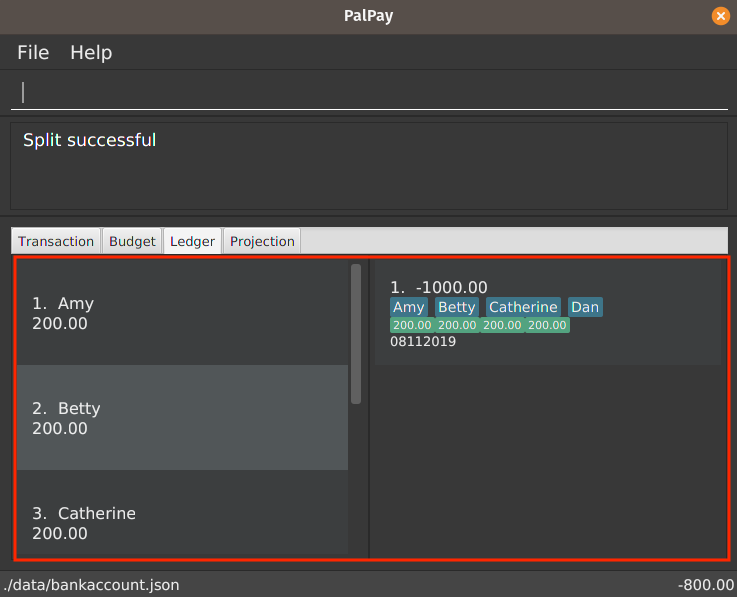 PalPay
File Help
Split successful
Transaction Budget Ledger Projection
1. Amy
200.00
2. Betty
200.00
3. Catherine
200.00
1. -1000.00
Amy Betty Catherine Dan
200.00 200.00 200.00 200.00
08112019
./data/bankaccount.json -800.00